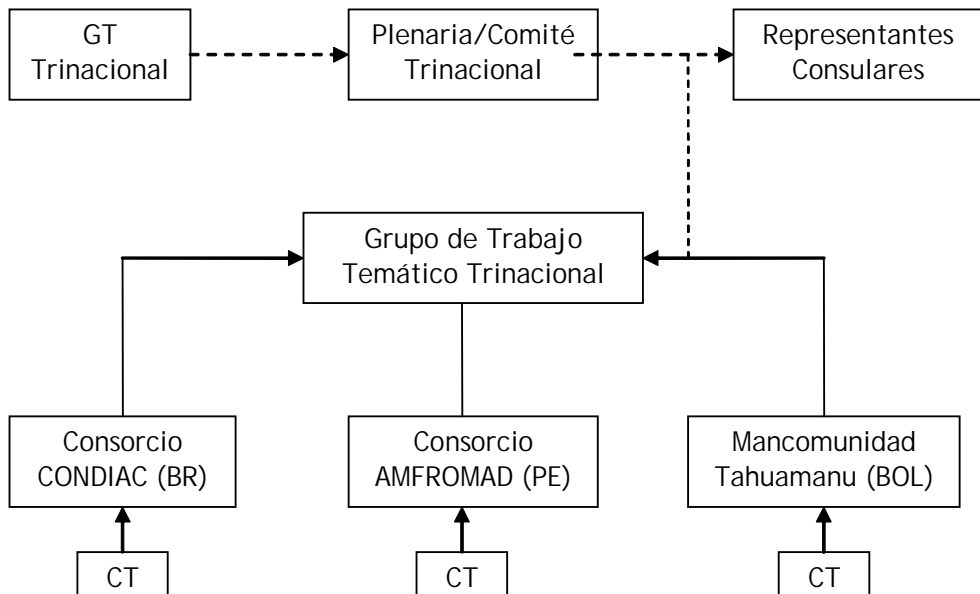 GT
Trinacional
Plenaria/Comité
Trinacional
Representantes
Consulares
Grupo de Trabajo
Temático Trinacional
Consorcio
CONDIAC (BR)
Consorcio
AMFROMAD (PE)
Mancomunidad
Tahuamanu (BOL)
CT
CT
CT